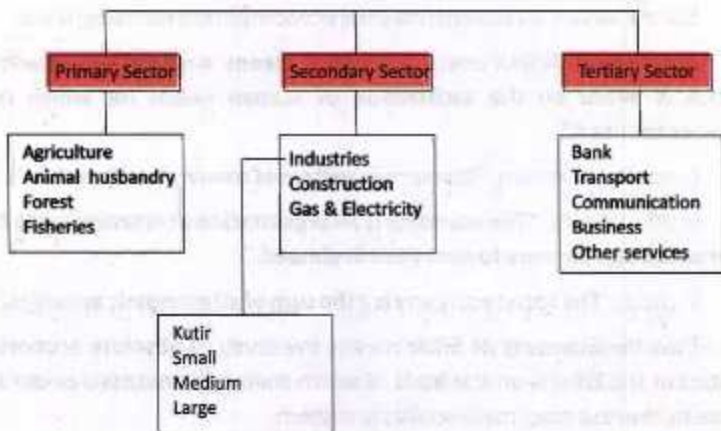 Primary Sector
Secondary Sector
Tertiary Sector
Agriculture
Animal husbandry
Forest
Fisheries
Industries
Construction
Gas & Electricity
Bank
Transport
Communication
Business
Other services
Kutir
Small
Medium
Large